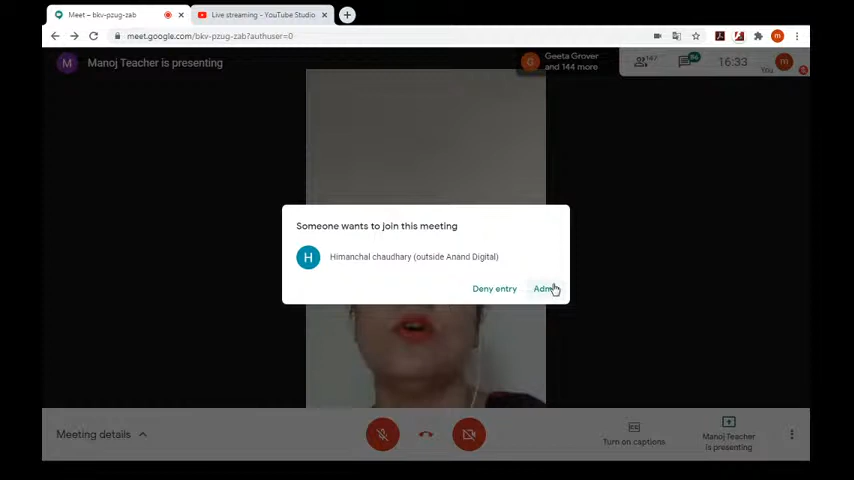 Meet – bkv-pzug-zab
Live streaming - YouTube Studio
meet.google.com/bkv-pzug-zab?authuser=0
m
M
Manoj Teacher is presenting
G
Geeta Grover
and 144 more
147
16:33
You
m
Someone wants to join this meeting
H
Himanchal chaudhary (outside Anand Digital)
Deny entry
Meeting details
Turn on captions
Manoj Teacher
is presenting